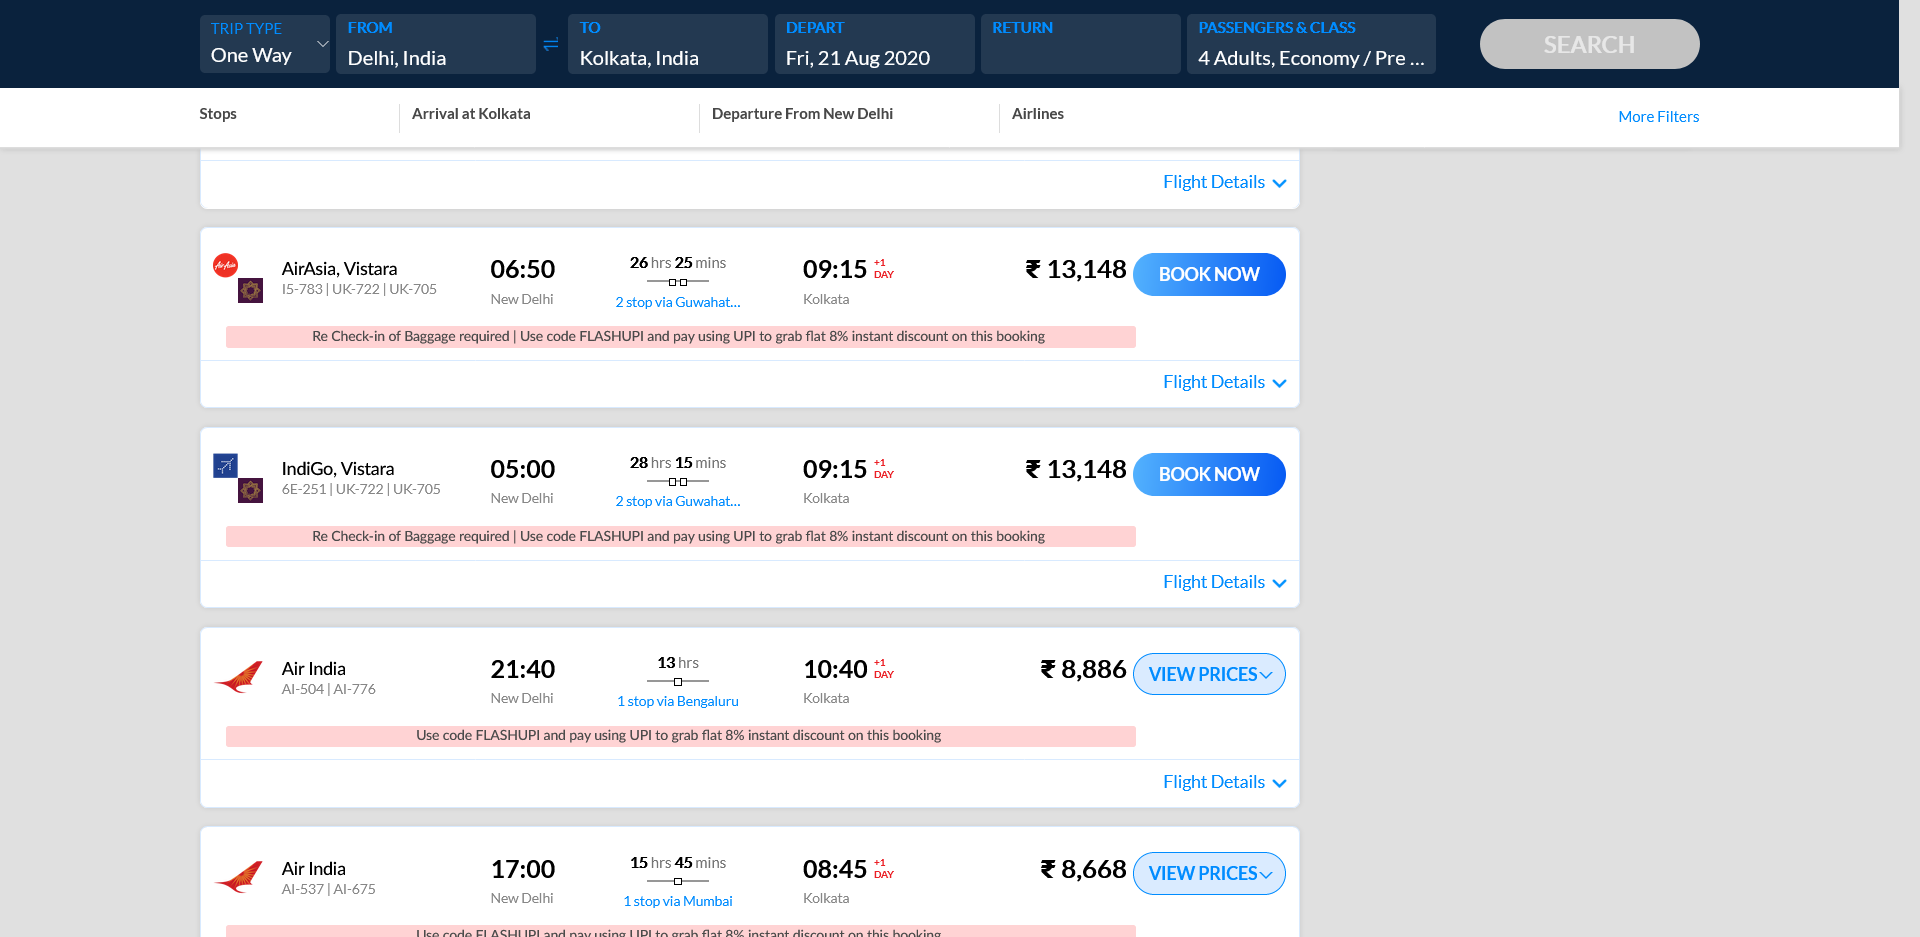 TRIP TYPE
One Way
FROM
Delhi, India
TO
Kolkata, India
DEPART
Fri, 21 Aug 2020
RETURN
PASSENGERS & CLASS
4 Adults, Economy / Pre ...
SEARCH
Stops
Arrival at Kolkata
Departure From New Delhi
Airlines
More Filters
Flight Details
AirAsia
AirAsia, Vistara
I5-783 | UK-722 | UK-705
06:50
New Delhi
26 hrs 25 mins
2 stop via Guwahat...
09:15 +1 DAY
Kolkata
₹ 13,148
BOOK NOW
Re Check-in of Baggage required | Use code FLASHUPI and pay using UPI to grab flat 8% instant discount on this booking
Flight Details
IndiGo, Vistara
6E-251 | UK-722 | UK-705
05:00
New Delhi
28 hrs 15 mins
2 stop via Guwahat...
09:15 +1 DAY
Kolkata
₹ 13,148
BOOK NOW
Re Check-in of Baggage required | Use code FLASHUPI and pay using UPI to grab flat 8% instant discount on this booking
Flight Details
Air India
AI-504 | AI-776
21:40
New Delhi
13 hrs
1 stop via Bengaluru
10:40 +1 DAY
Kolkata
₹ 8,886
VIEW PRICES
Use code FLASHUPI and pay using UPI to grab flat 8% instant discount on this booking
Flight Details
Air India
AI-537 | AI-675
17:00
New Delhi
15 hrs 45 mins
1 stop via Mumbai
08:45 +1 DAY
Kolkata
₹ 8,668
VIEW PRICES
Use code FLASHUPI and pay using UPI to grab flat 8% instant discount on this booking